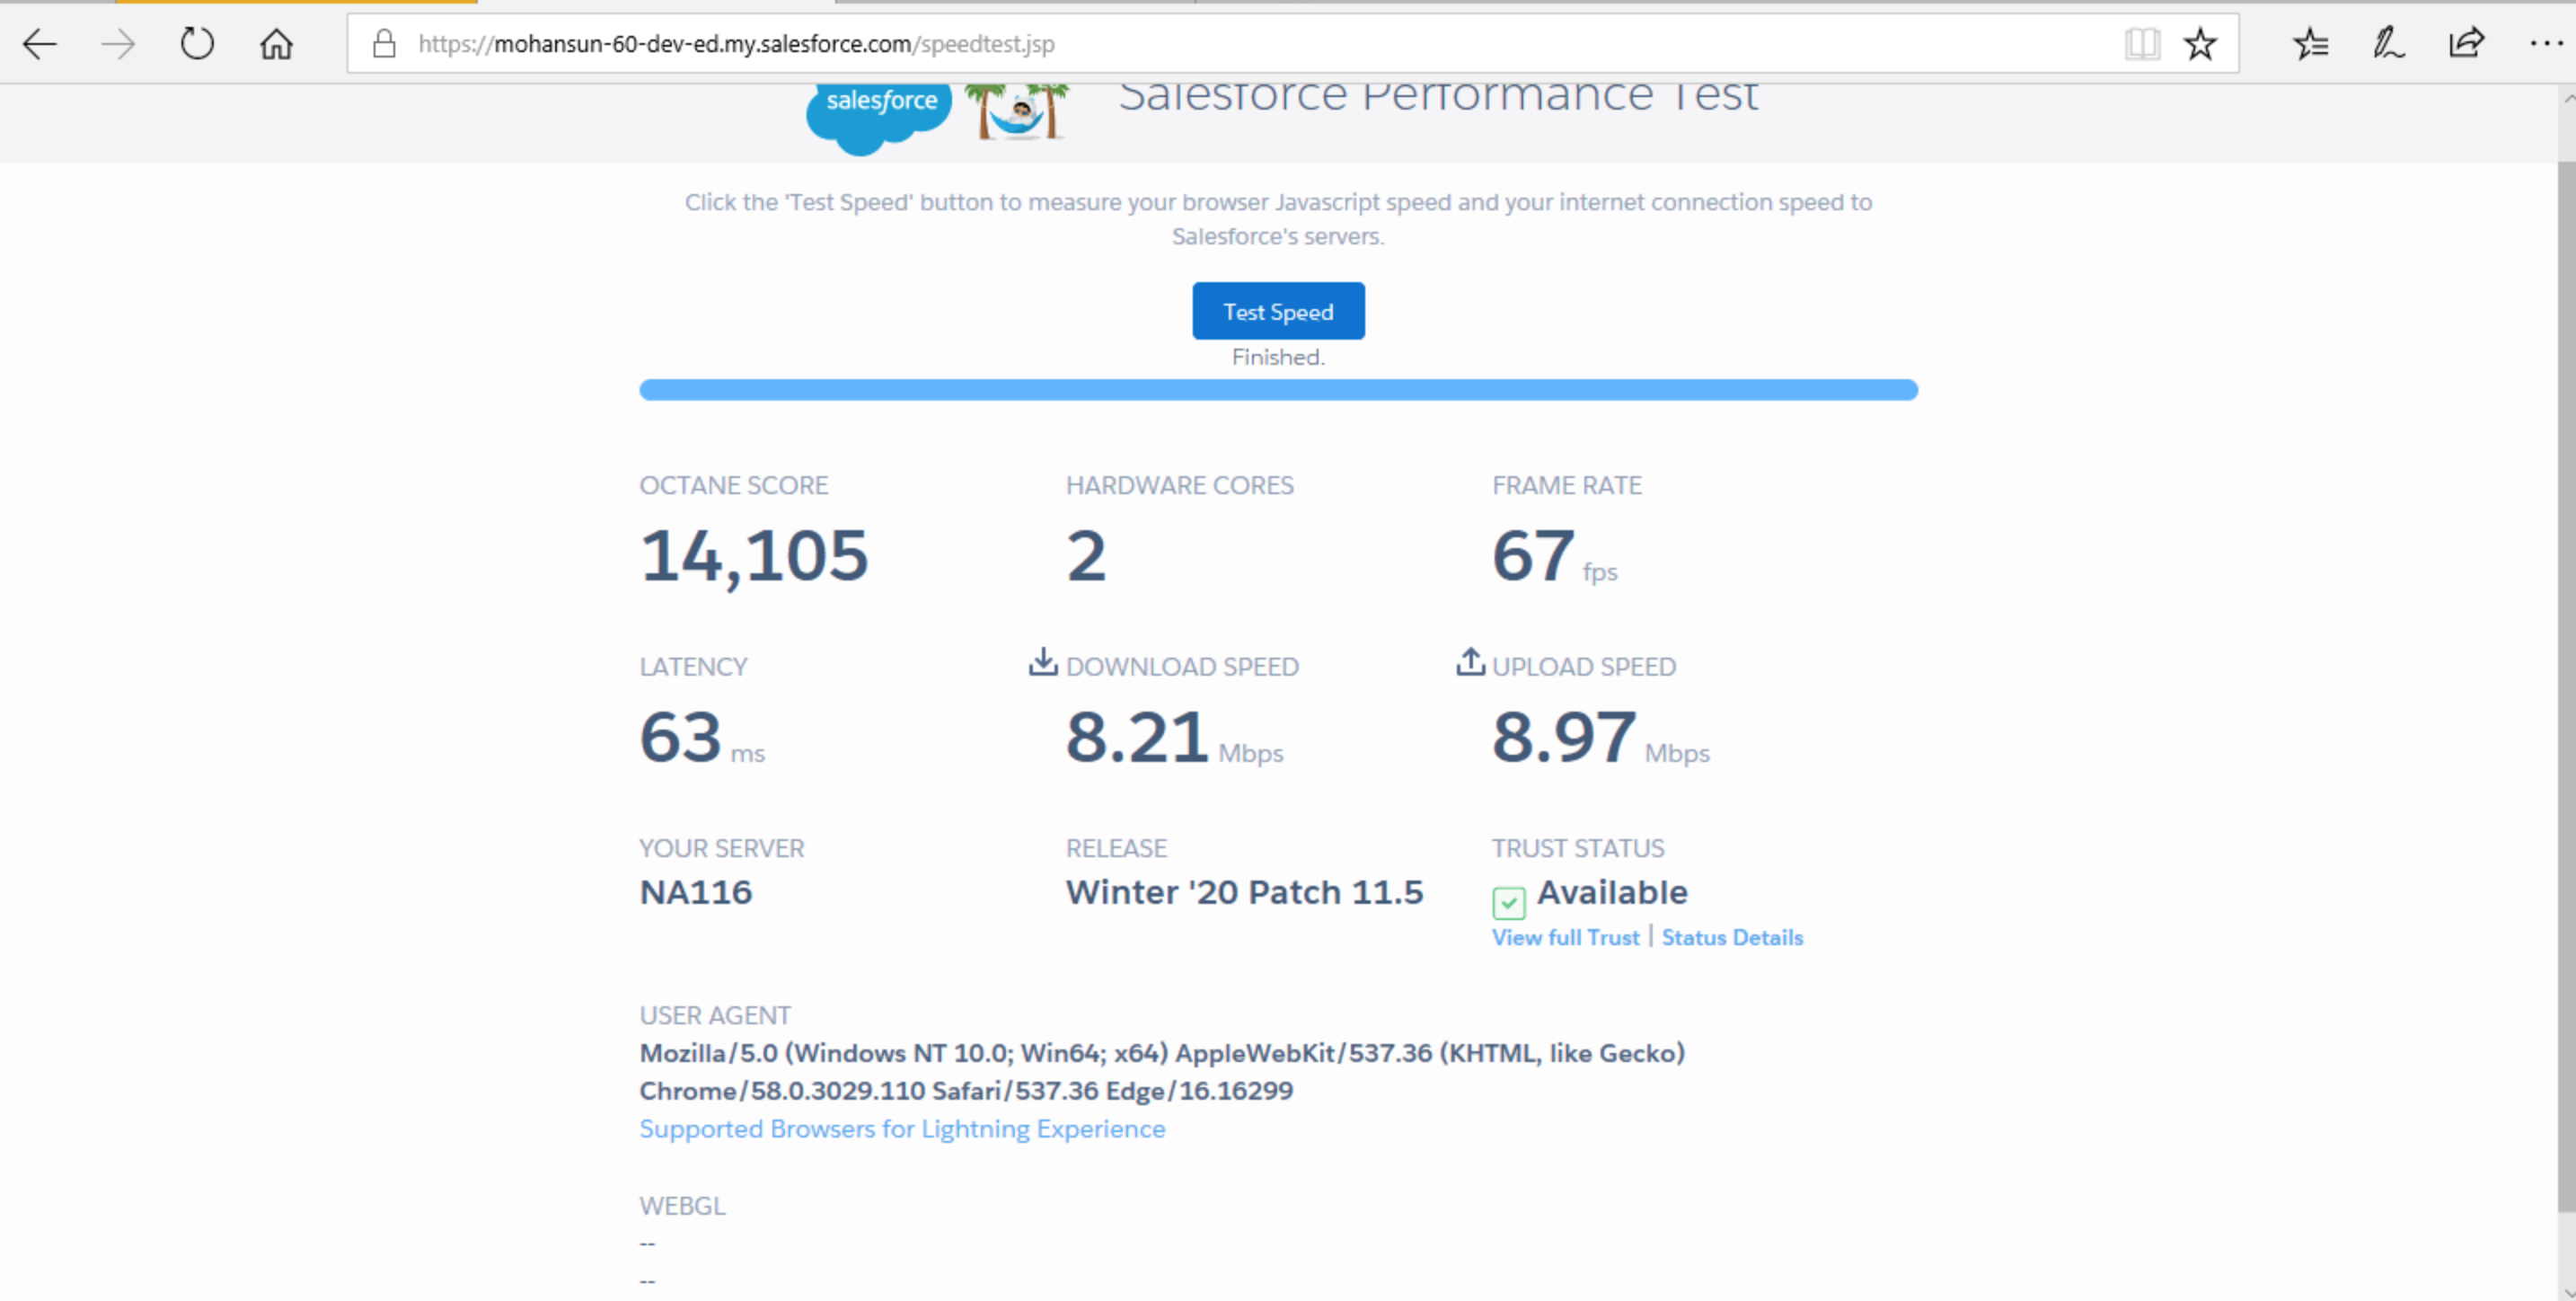 https://mohansun-60-dev-ed.my.salesforce.com/speedtest.jsp
salesforce
Salesforce Performance Test
Click the 'Test Speed' button to measure your browser Javascript speed and your internet connection speed to
Salesforce's servers.
Test Speed
Finished.
OCTANE SCORE HARDWARE CORES FRAME RATE
14,105 2 67 fps
LATENCY DOWNLOAD SPEED UPLOAD SPEED
63 ms 8.21 Mbps 8.97 Mbps
YOUR SERVER RELEASE TRUST STATUS
NA116 Winter '20 Patch 11.5 Available
View full Trust | Status Details
USER AGENT
Mozilla/5.0 (Windows NT 10.0; Win64; x64) AppleWebKit/537.36 (KHTML, like Gecko)
Chrome/58.0.3029.110 Safari/537.36 Edge/16.16299
Supported Browsers for Lightning Experience
WEBGL
--
--